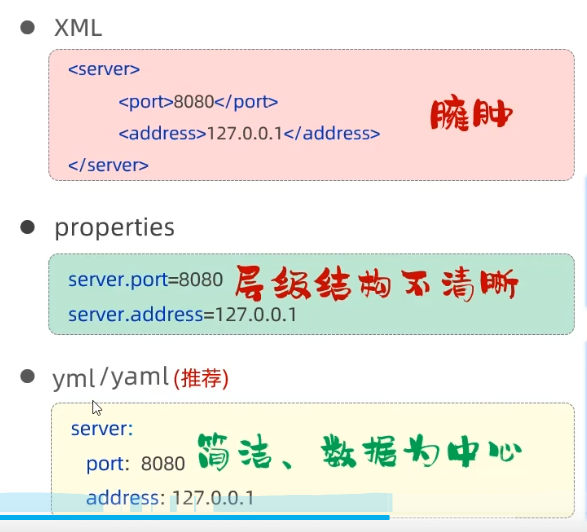 ● XML
<server>
<port>8080</port>
<address>127.0.0.1</address>
臃肿
</server>
● properties
server.port=8080 层级结构不清晰
server.address=127.0.0.1
● yml/yaml(推荐)
server:
port: 8080 简洁、数据为中心
address: 127.0.0.1